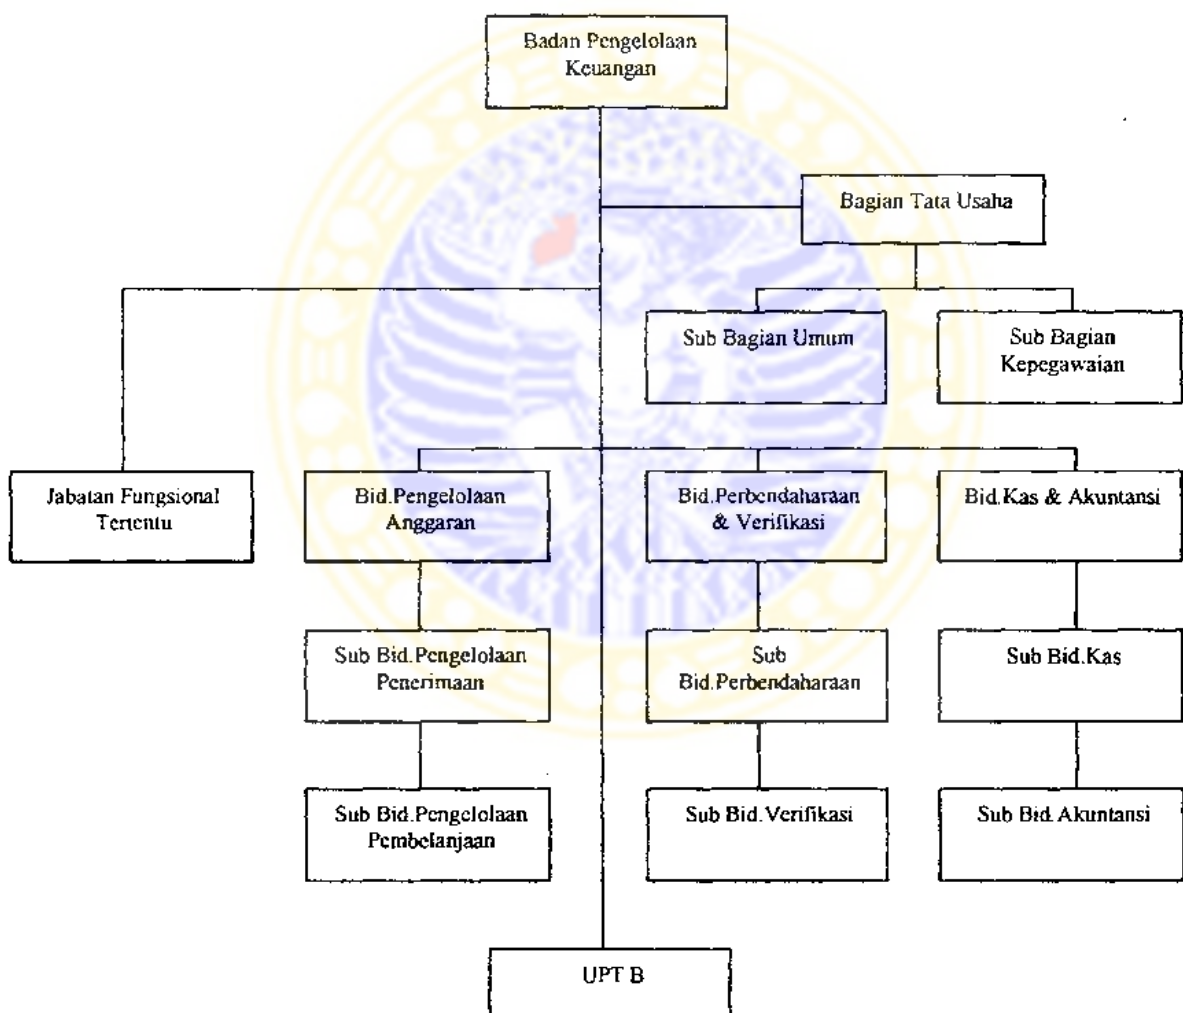 Badan Pengelolaan
Keuangan
Bagian Tata Usaha
Sub Bagian Umum
Sub Bagian
Kepegawaian
Jabatan Fungsional
Tertentu
Bid.Pengelolaan
Anggaran
Bid.Perbendaharaan
& Verifikasi
Bid.Kas & Akuntansi
Sub Bid.Pengelolaan
Penerimaan
Sub
Bid.Perbendaharaan
Sub Bid.Kas
Sub Bid.Pengelolaan
Pembelanjaan
Sub Bid.Verifikasi
Sub Bid.Akuntansi
UPT B